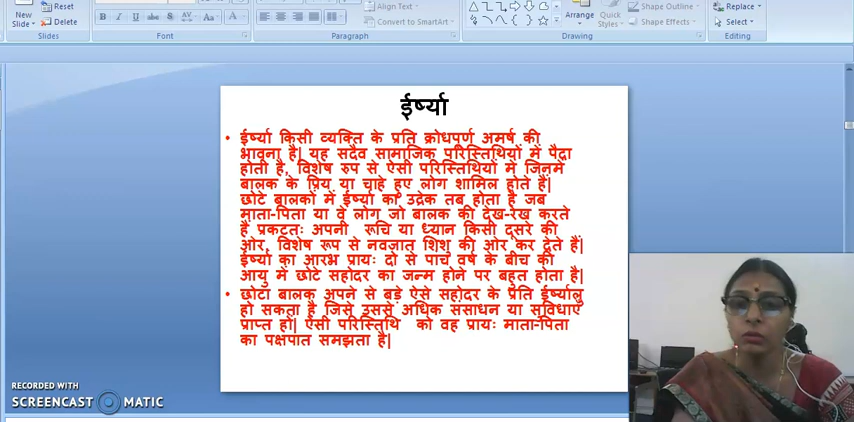 New
Slide
Reset
Delete
Slides
B I U abe S AV Aa A
Font
Paragraph
Align Text
Convert to SmartArt
Arrange
Quick
Styles
Shape Outline
Shape Effects
Drawing
Replace
Select
Editing
ईर्ष्या
• ईर्ष्या किसी व्यक्ति के प्रति क्रोधपूर्ण अमर्ष की
भावना है| यह सदैव सामाजिक परिस्तिथियों में पैदा
होती है, विशेष रुप से ऐसी परिस्तिथियों में जिनमें
बालक के प्रिय या चाहे हुए लोग शामिल होते है|
छोटे बालकों में ईर्ष्या का उद्रेक तब होता है जब
माता-पिता या वे लोग जो बालक की देख-रेख करते
है प्रकटतः अपनी रूचि या ध्यान किसी दूसरे की
ओर, विशेष रूप से नवजात शिशु की ओर कर देते हैं|
ईर्ष्या का आरंभ प्रायः दो से पांच वर्ष के बीच की
आयु में छोटे सहोदर का जन्म होने पर बहुत होता है|
• छोटा बालक अपने से बड़े ऐसे सहोदर के प्रति ईर्ष्यालु
हो सकता है जिसे उससे अधिक संसाधन या सुविधाएं
प्राप्त हो| ऐसी परिस्तिथि को वह प्रायः माता-पिता
का पक्षपात समझता है|
RECORDED WITH
SCREENCAST MATIC